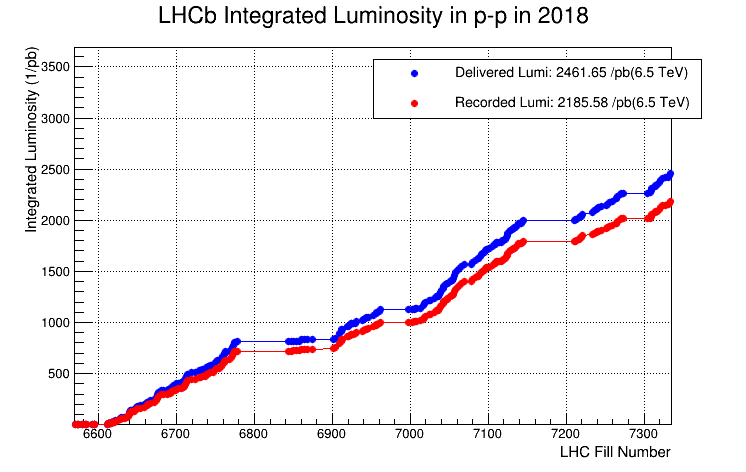 LHCb Integrated Luminosity in p-p in 2018
Integrated Luminosity (1/pb)
Delivered Lumi: 2461.65 /pb(6.5 TeV)
Recorded Lumi: 2185.58 /pb(6.5 TeV)
3500
3000
2500
2000
1500
1000
500
6600 6700 6800 6900 7000 7100 7200 7300
LHC Fill Number